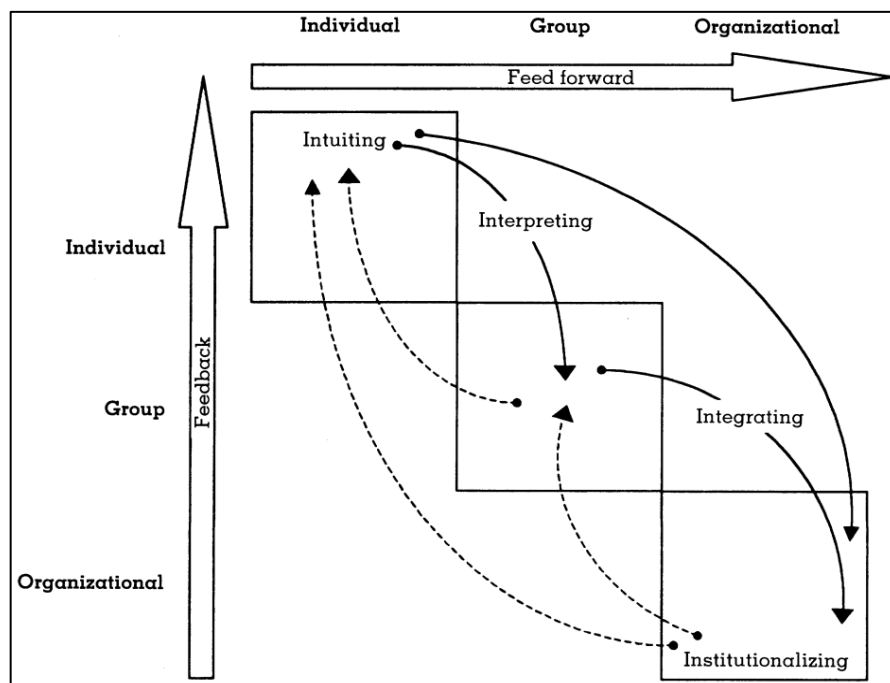 Individual
Group
Organizational
Feed forward
Intuiting
Interpreting
Individual
Feedback
Group
Integrating
Organizational
Institutionalizing